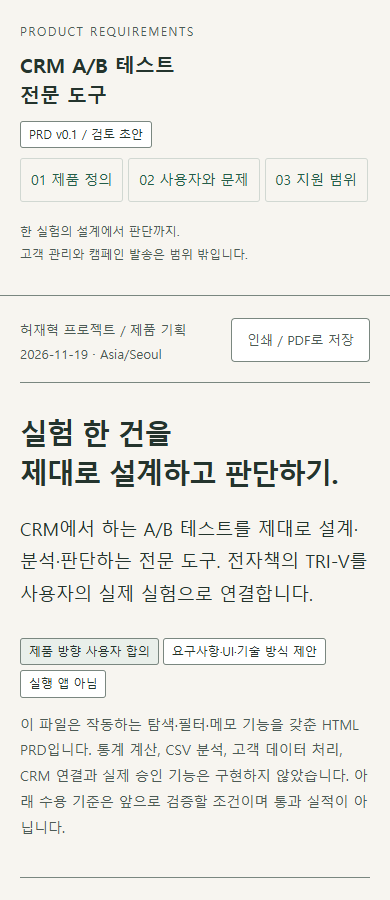 PRODUCT REQUIREMENTS
CRM A/B 테스트
전문 도구
PRD v0.1 / 검토 초안
01 제품 정의
02 사용자와 문제
03 지원 범위
한 실험의 설계에서 판단까지.
고객 관리와 캠페인 발송은 범위 밖입니다.
허재혁 프로젝트 / 제품 기획
2026-11-19 · Asia/Seoul
인쇄 / PDF로 저장
실험 한 건을
제대로 설계하고 판단하기.
CRM에서 하는 A/B 테스트를 제대로 설계·
분석·판단하는 전문 도구. 전자책의 TRI-V를
사용자의 실제 실험으로 연결합니다.
제품 방향 사용자 합의
요구사항·UI·기술 방식 제안
실행 앱 아님
이 파일은 작동하는 탐색·필터·메모 기능을 갖춘 HTML
PRD입니다. 통계 계산, CSV 분석, 고객 데이터 처리,
CRM 연결과 실제 승인 기능은 구현하지 않았습니다. 아
래 수용 기준은 앞으로 검증할 조건이며 통과 실적이 아
닙니다.